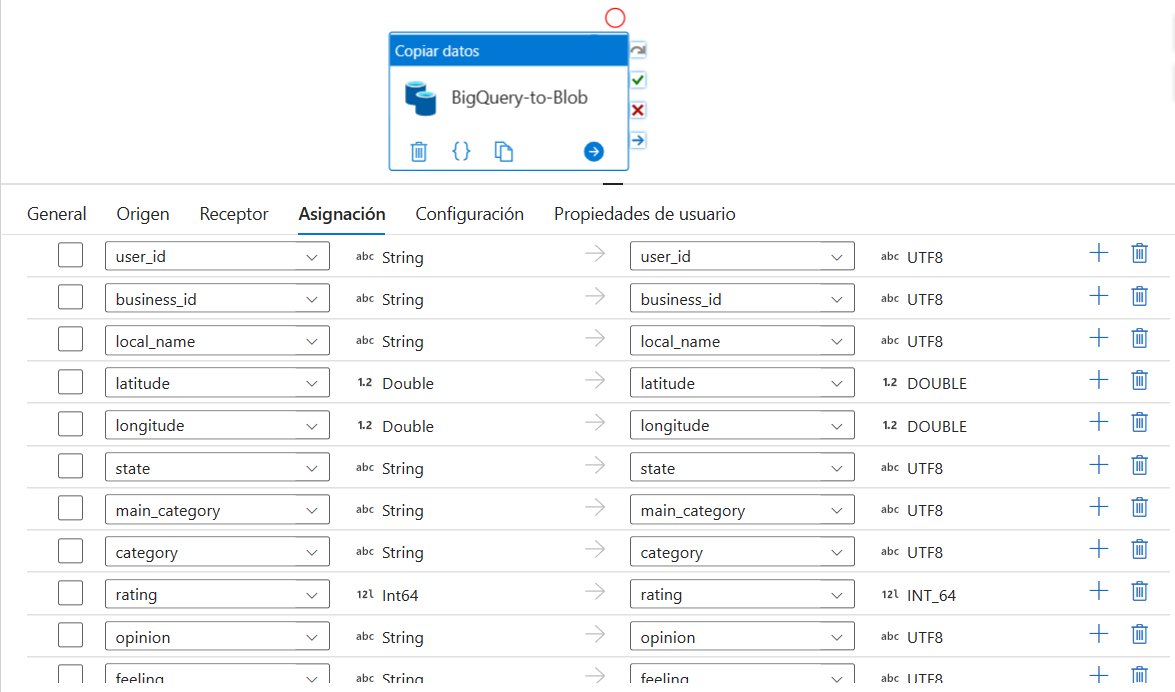 Copiar datos
BigQuery-to-Blob
General Origen Receptor Asignación Configuración Propiedades de usuario
user_id abc String user_id abc UTF8
business_id abc String business_id abc UTF8
local_name abc String local_name abc UTF8
latitude 1.2 Double latitude 1.2 DOUBLE
longitude 1.2 Double longitude 1.2 DOUBLE
state abc String state abc UTF8
main_category abc String main_category abc UTF8
category abc String category abc UTF8
rating 12l Int64 rating 12l INT_64
opinion abc String opinion abc UTF8
feeling abc String feeling abc UTF8